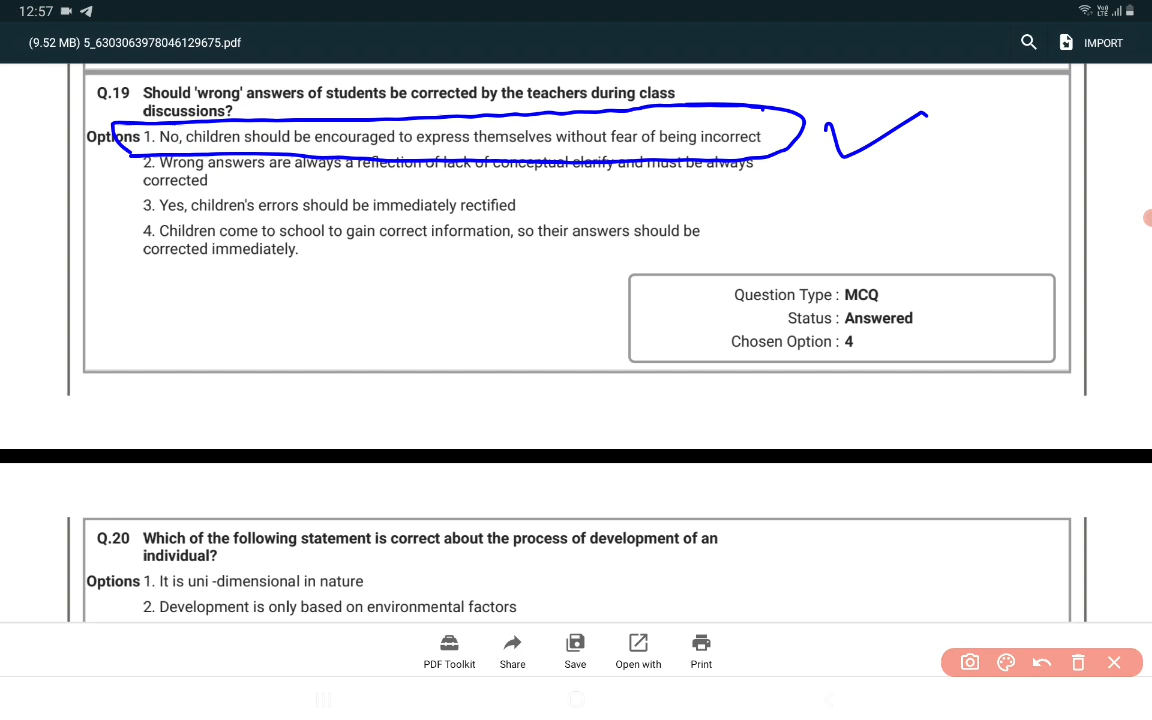 12:57
Vo)) LTE
(9.52 MB) 5_6303063978046129675.pdf
IMPORT
Q.19 Should 'wrong' answers of students be corrected by the teachers during class
discussions?
Options 1. No, children should be encouraged to express themselves without fear of being incorrect
2. Wrong answers are always a reflection of lack of conceptual clarify and must be always
corrected
3. Yes, children's errors should be immediately rectified
4. Children come to school to gain correct information, so their answers should be
corrected immediately.
Question Type : MCQ
Status : Answered
Chosen Option : 4
Q.20 Which of the following statement is correct about the process of development of an
individual?
Options 1. It is uni -dimensional in nature
2. Development is only based on environmental factors
PDF Toolkit
Share
Save
Open with
Print